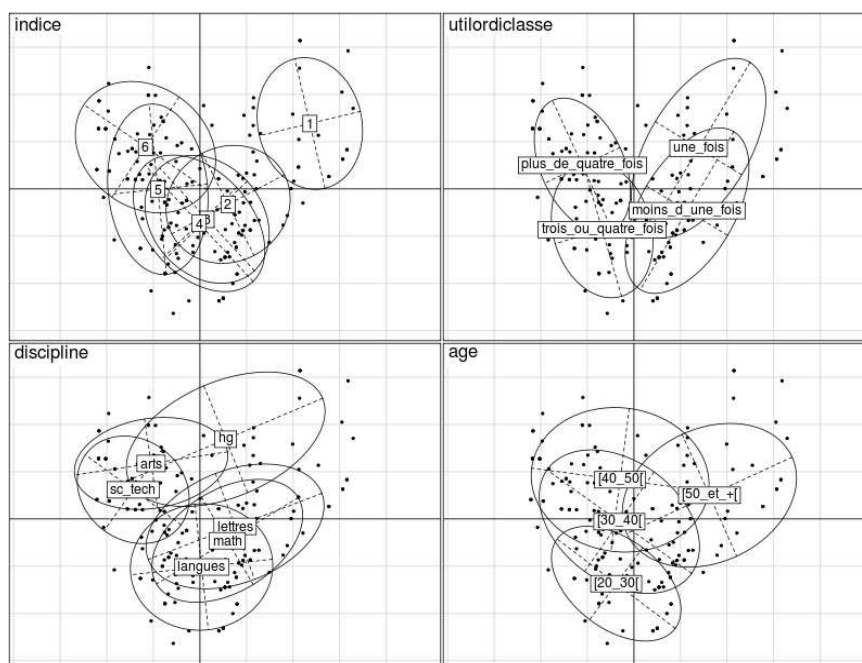 indice
1
6
5
2
3
4
utilordiclasse
une_fois
plus_de_quatre_fois
moins_d_une_fois
trois_ou_quatre_fois
discipline
hg
arts
sc_tech
lettres
math
langues
age
[40_50[
[50_et_+[
[30_40[
[20_30[